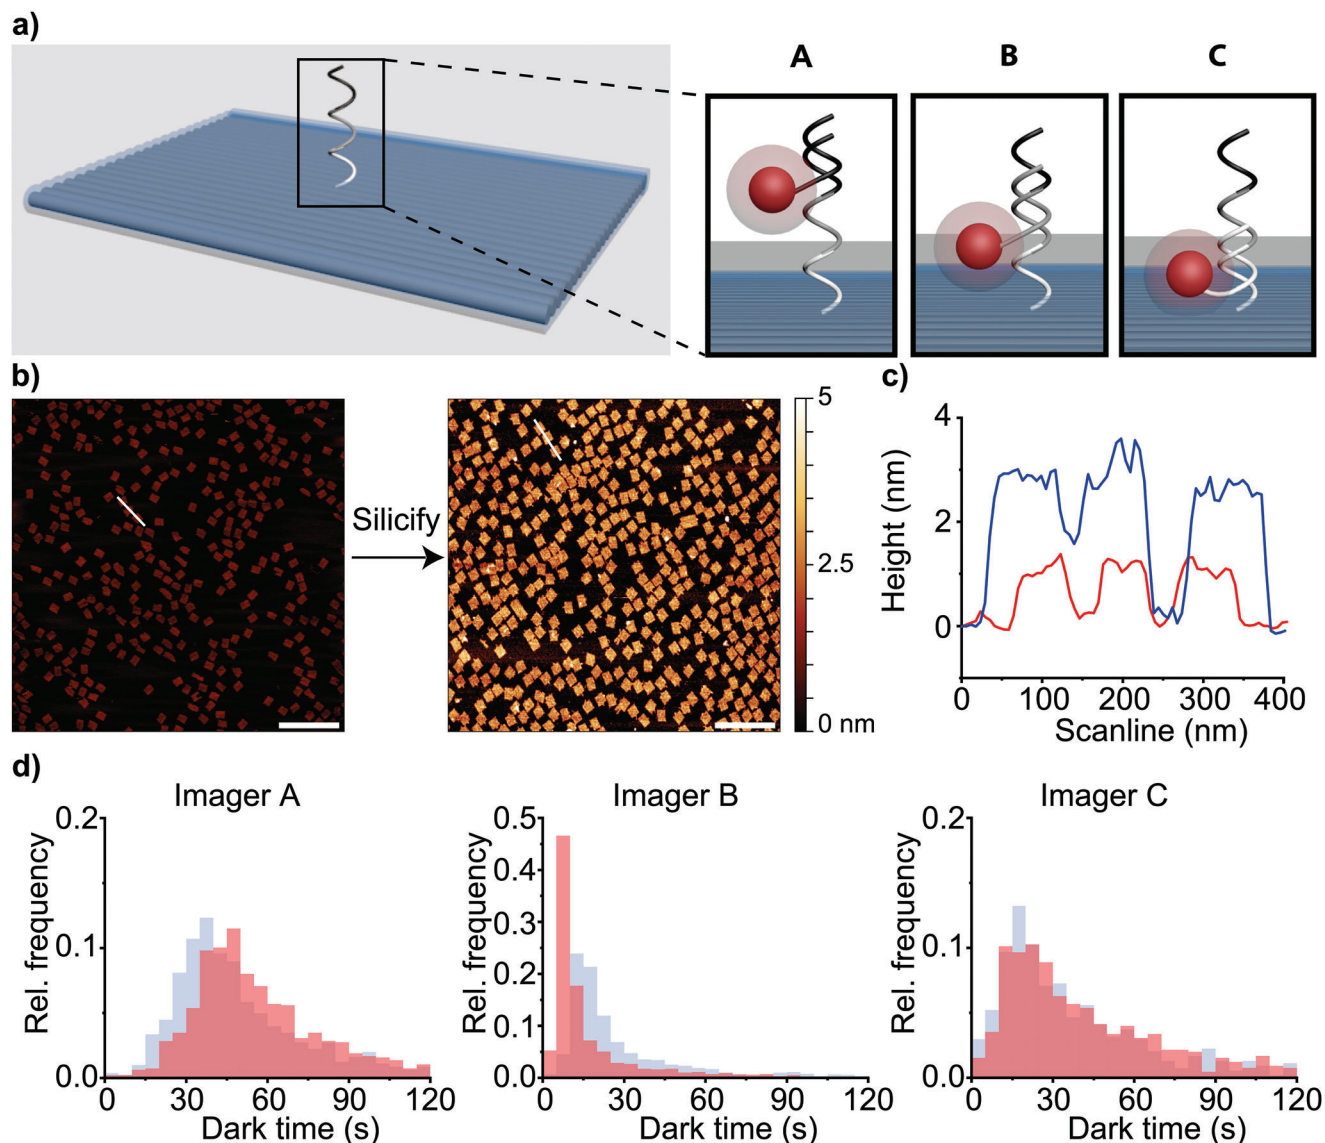 a)
A
B
C
b)
Silicify
5
2.5
0 nm
c)
4
2
0
Height (nm)
0
100
200
300
400
Scanline (nm)
d)
Imager A
0.2
0.1
0.0
Rel. frequency
0
30
60
90
120
Dark time (s)
Imager B
0.5
0.4
0.3
0.2
0.1
0.0
Rel. frequency
0
30
60
90
120
Dark time (s)
Imager C
0.2
0.1
0.0
Rel. frequency
0
30
60
90
120
Dark time (s)